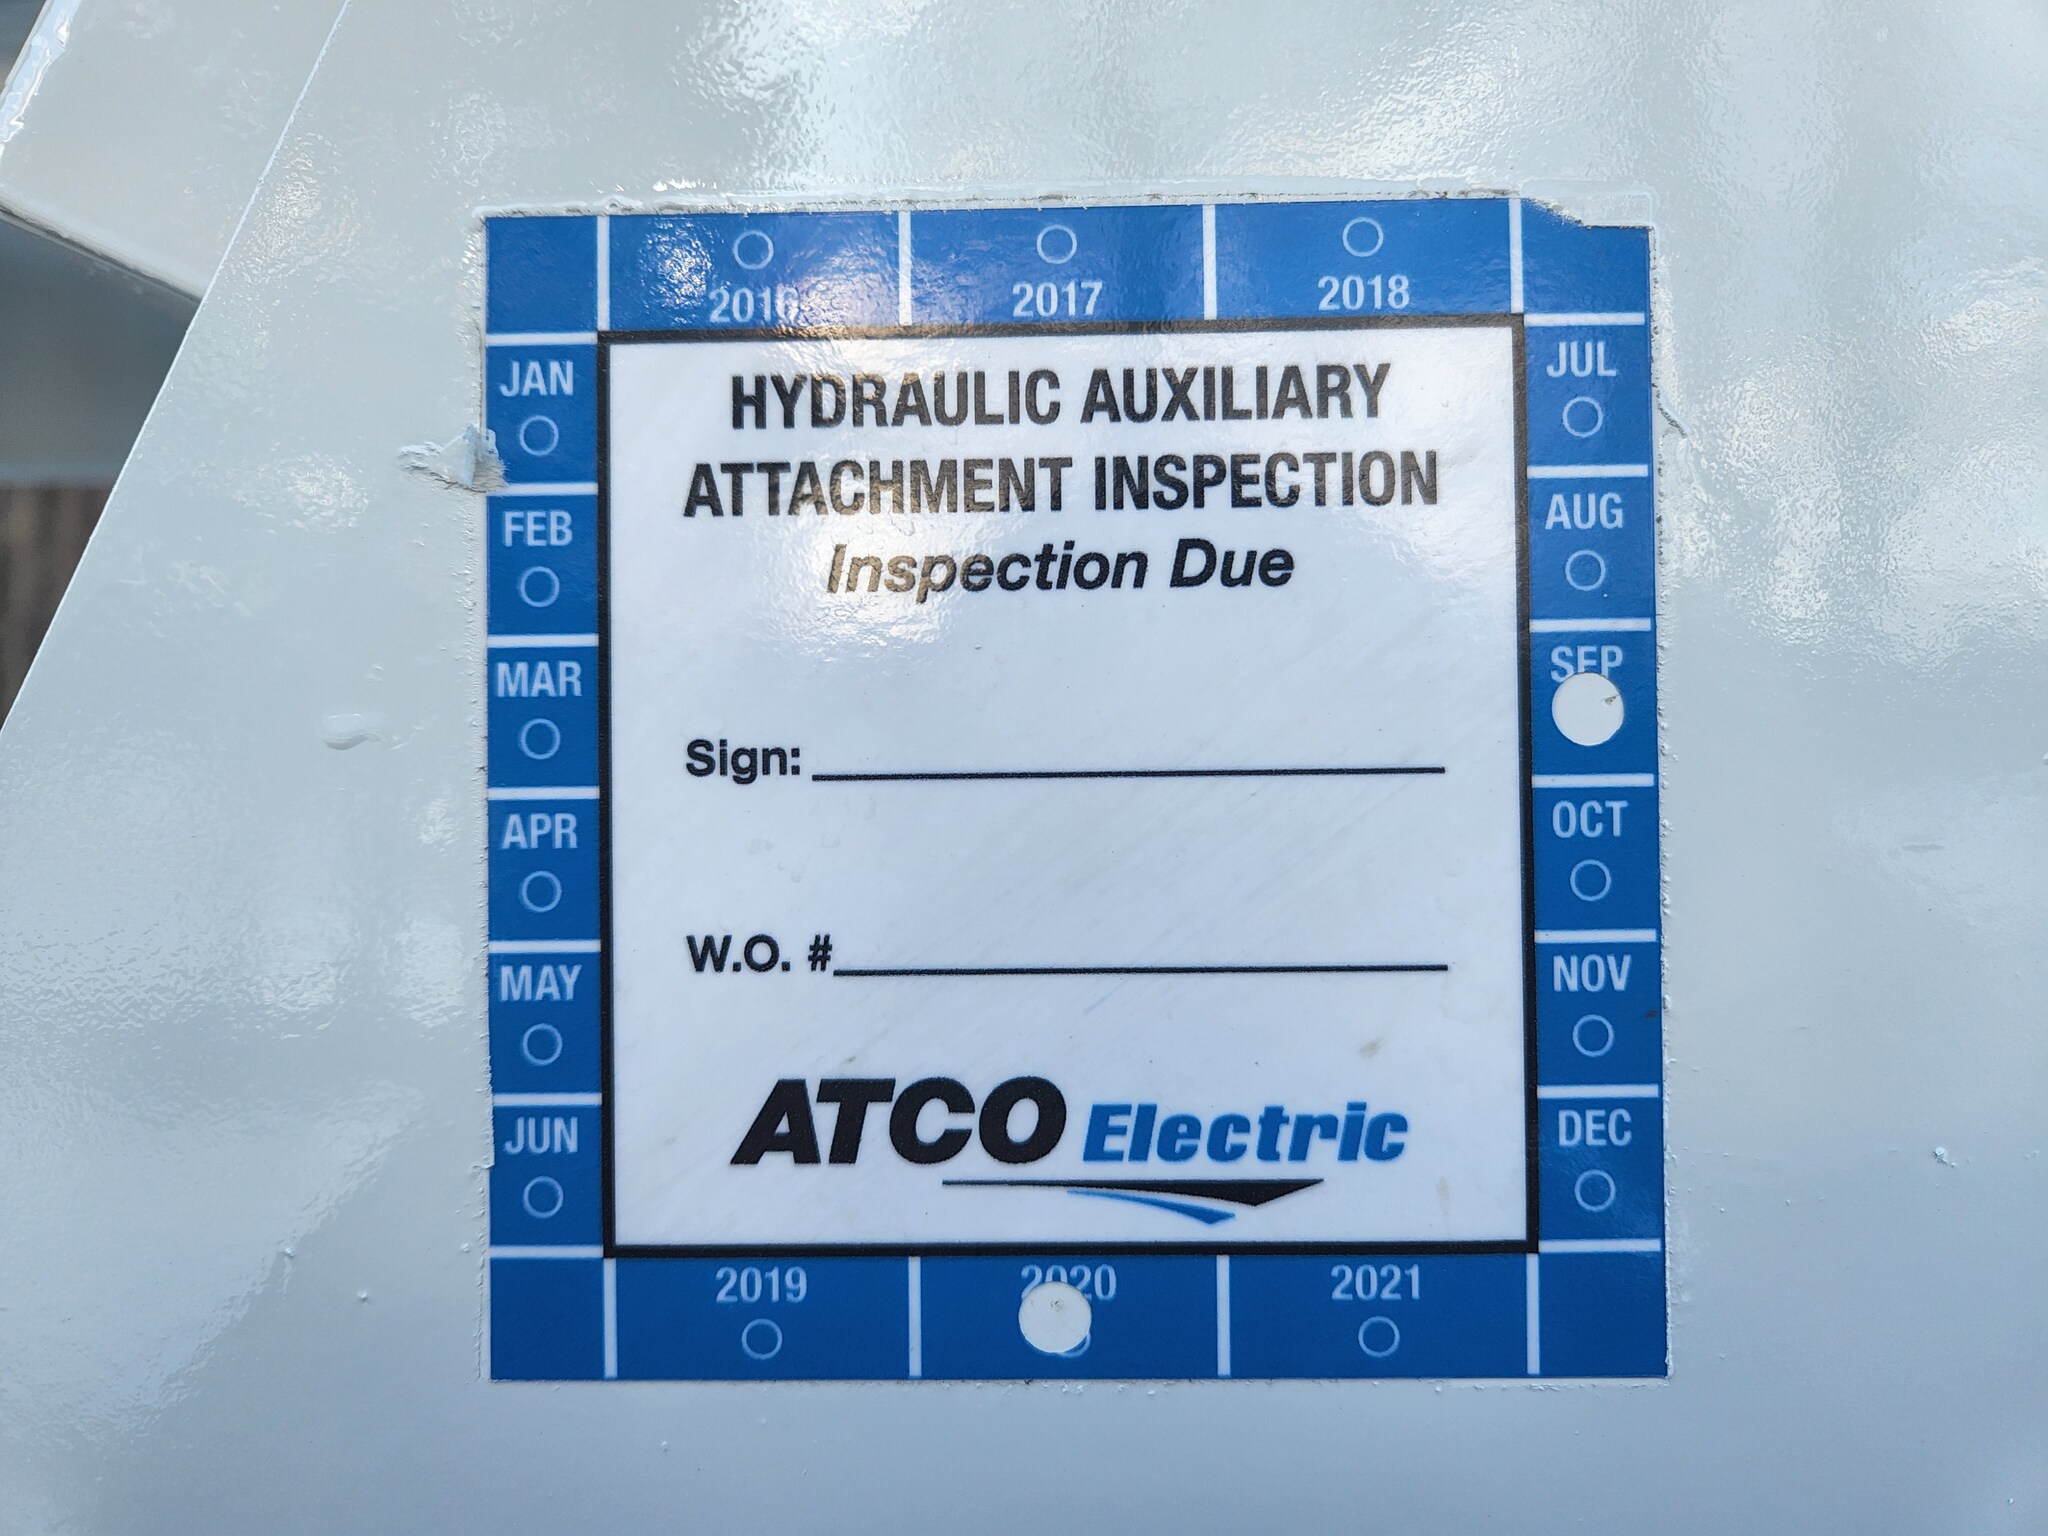 2016 2017 2018
JAN
FEB
MAR
APR
MAY
JUN
HYDRAULIC AUXILIARY
ATTACHMENT INSPECTION
Inspection Due
Sign:
W.O. #
ATCO Electric
JUL
AUG
SEP
OCT
NOV
DEC
2019 2020 2021